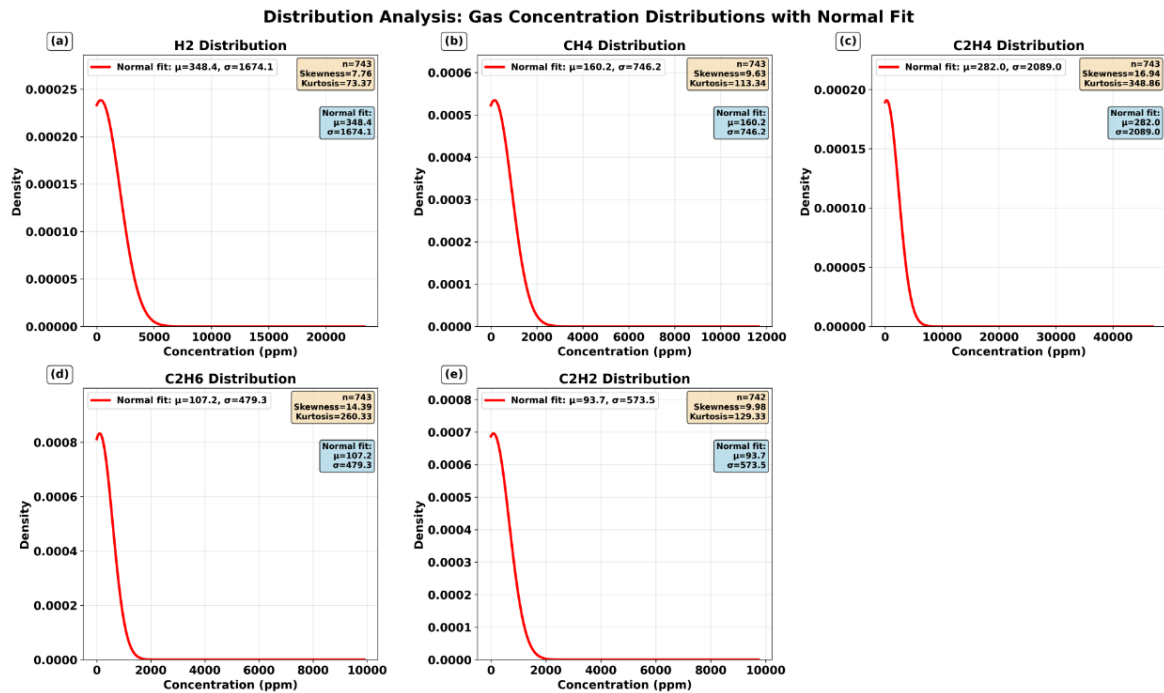 Distribution Analysis: Gas Concentration Distributions with Normal Fit
(a)
H2 Distribution
Normal fit: μ=348.4, σ=1674.1
n=743
Skewness=7.76
Kurtosis=73.37
Normal fit:
μ=348.4
σ=1674.1
Density
0.00025
0.00020
0.00015
0.00010
0.00005
0.00000
0
5000
10000
15000
20000
Concentration (ppm)
(b)
CH4 Distribution
Normal fit: μ=160.2, σ=746.2
n=743
Skewness=9.63
Kurtosis=113.34
Normal fit:
μ=160.2
σ=746.2
Density
0.0006
0.0005
0.0004
0.0003
0.0002
0.0001
0.0000
0
2000
4000
6000
8000
10000
12000
Concentration (ppm)
(c)
C2H4 Distribution
Normal fit: μ=282.0, σ=2089.0
n=743
Skewness=16.94
Kurtosis=348.86
Normal fit:
μ=282.0
σ=2089.0
Density
0.00020
0.00015
0.00010
0.00005
0.00000
0
10000
20000
30000
40000
Concentration (ppm)
(d)
C2H6 Distribution
Normal fit: μ=107.2, σ=479.3
n=743
Skewness=14.39
Kurtosis=260.33
Normal fit:
μ=107.2
σ=479.3
Density
0.0008
0.0006
0.0004
0.0002
0.0000
0
2000
4000
6000
8000
10000
Concentration (ppm)
(e)
C2H2 Distribution
Normal fit: μ=93.7, σ=573.5
n=742
Skewness=9.98
Kurtosis=129.33
Normal fit:
μ=93.7
σ=573.5
Density
0.0008
0.0007
0.0006
0.0005
0.0004
0.0003
0.0002
0.0001
0.0000
0
2000
4000
6000
8000
10000
Concentration (ppm)